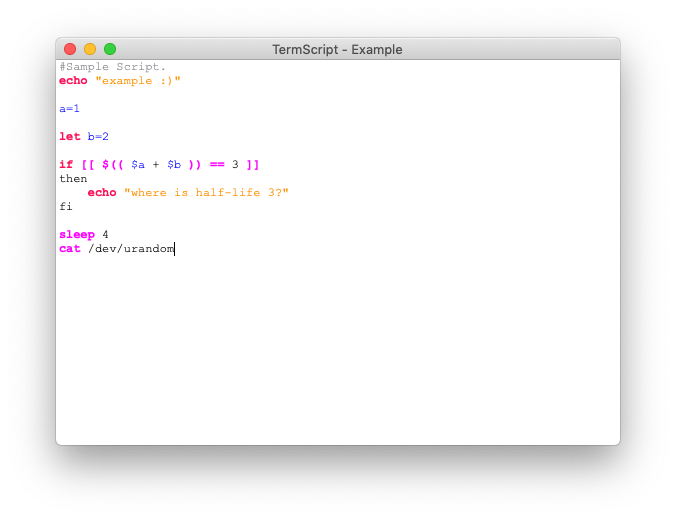 TermScript - Example
#Sample Script.
echo "example :)"
a=1
let b=2
if [[ $(( $a + $b )) == 3 ]]
then
    echo "where is half-life 3?"
fi
sleep 4
cat /dev/urandom